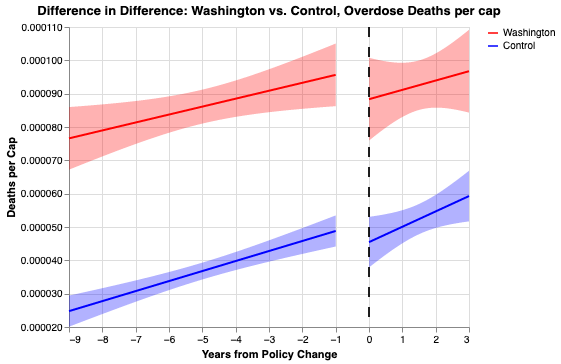 Difference in Difference: Washington vs. Control, Overdose Deaths per cap
Washington
Control
0.000110
0.000100
0.000090
0.000080
0.000070
0.000060
0.000050
0.000040
0.000030
0.000020
Deaths per Cap
−9 −8 −7 −6 −5 −4 −3 −2 −1 0 1 2 3
Years from Policy Change